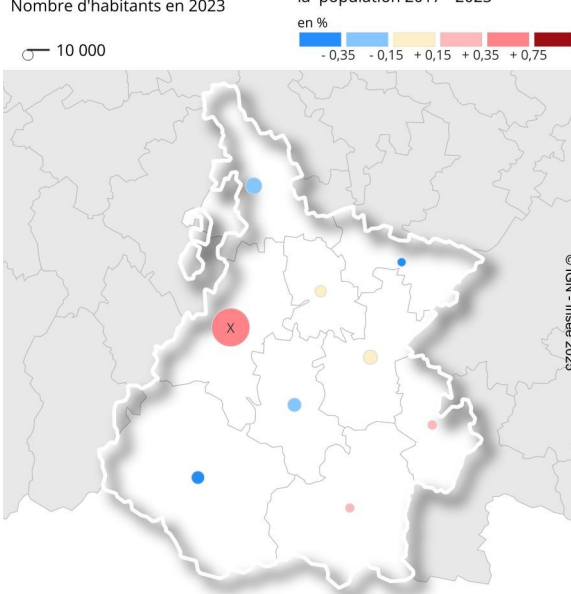 Nombre d'habitants en 2023
la population 2017 - 2023
en %
10 000
- 0,35 - 0,15 + 0,15 + 0,35 + 0,75
X
© IGN - Insee 2025